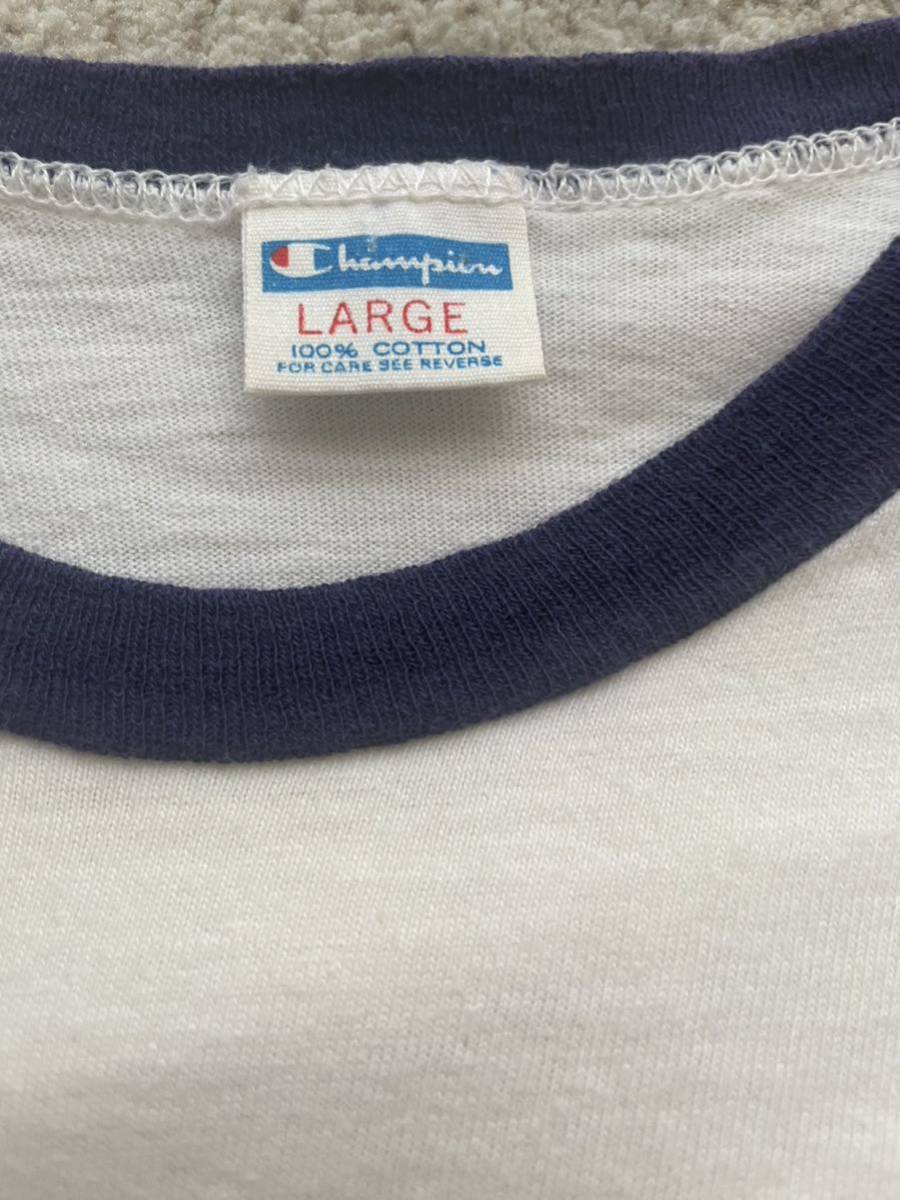 Champion
LARGE
100% COTTON
FOR CARE SEE REVERSE